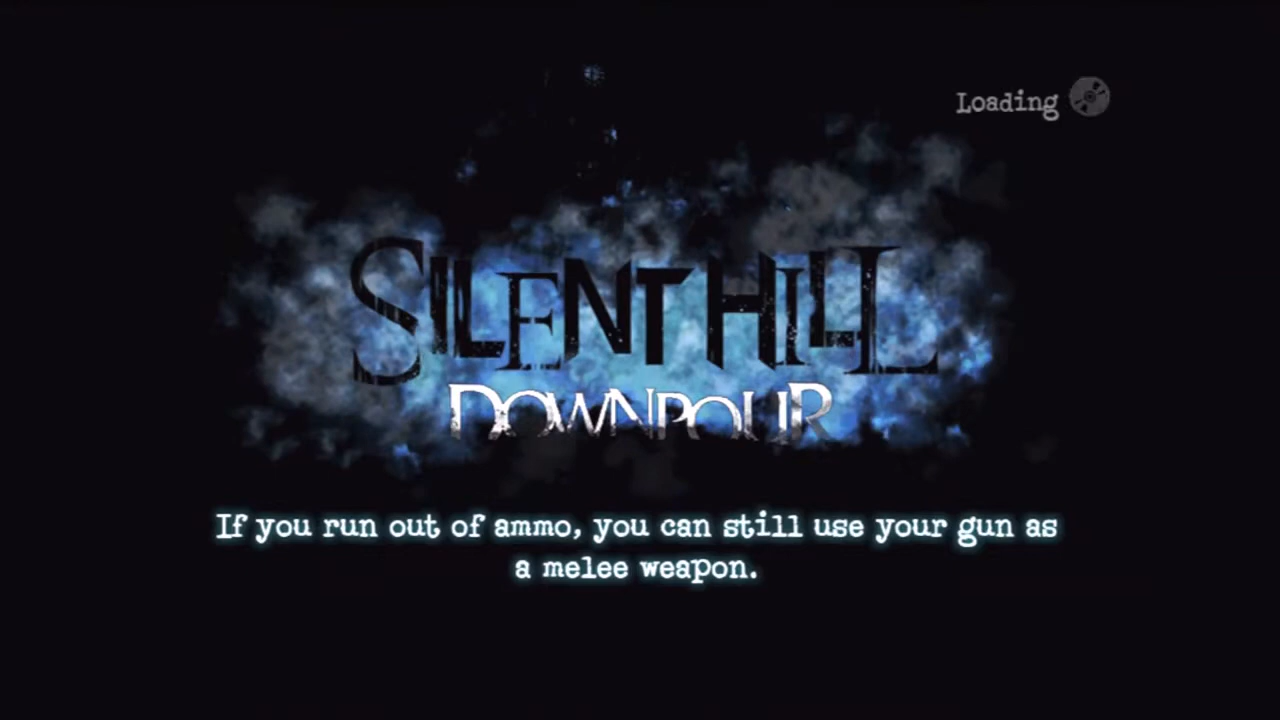 Loading
SILENT HILL
DOWNPOUR
If you run out of ammo, you can still use your gun as
a melee weapon.